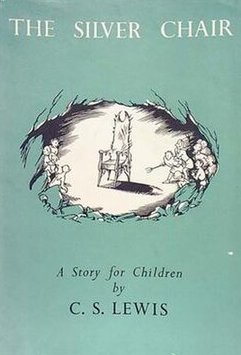 THE SILVER CHAIR
A Story for Children
by
C. S. LEWIS